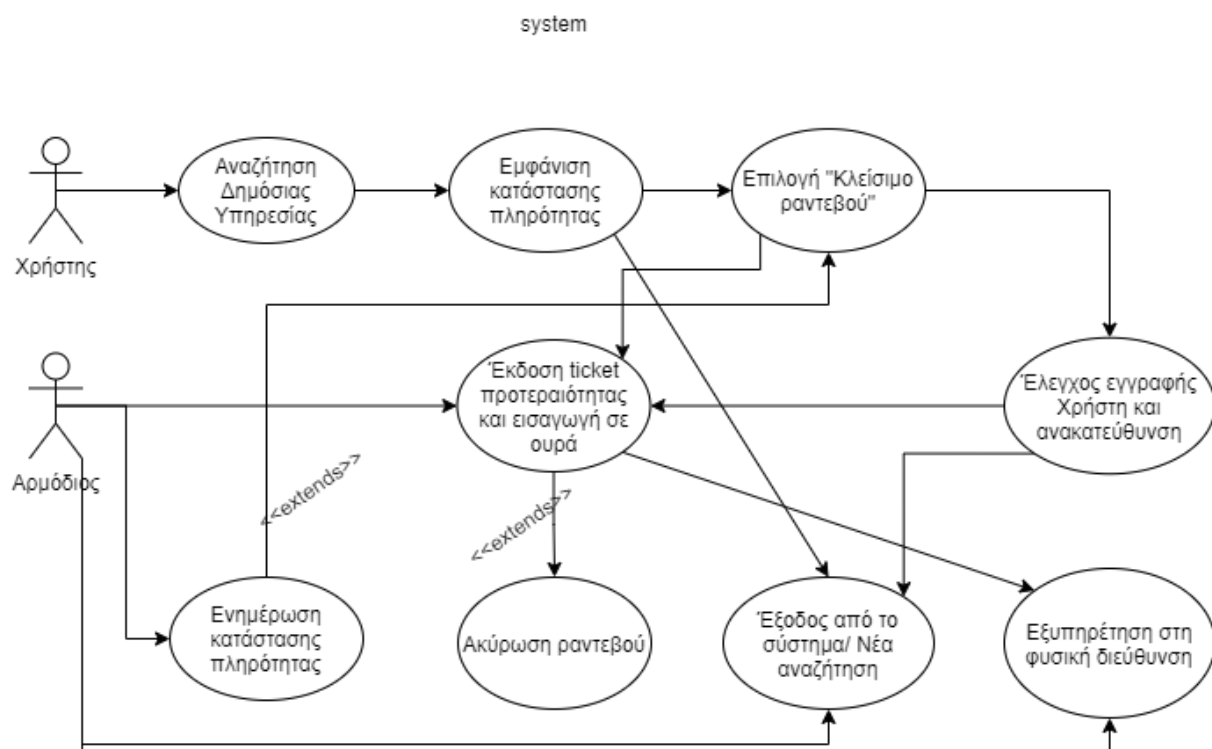 system
Αναζήτηση
Δημόσιας
Υπηρεσίας
Εμφάνιση
κατάστασης
πληρότητας
Επιλογή "Κλείσιμο
ραντεβού"
Χρήστης
Έκδοση ticket
προτεραιότητας
και εισαγωγή σε
ουρά
Έλεγχος εγγραφής
Χρήστη και
ανακατεύθυνση
Αρμόδιος
<<extends>>
<<extends>>
Ενημέρωση
κατάστασης
πληρότητας
Ακύρωση ραντεβού
Έξοδος από το
σύστημα/ Νέα
αναζήτηση
Εξυπηρέτηση στη
φυσική διεύθυνση